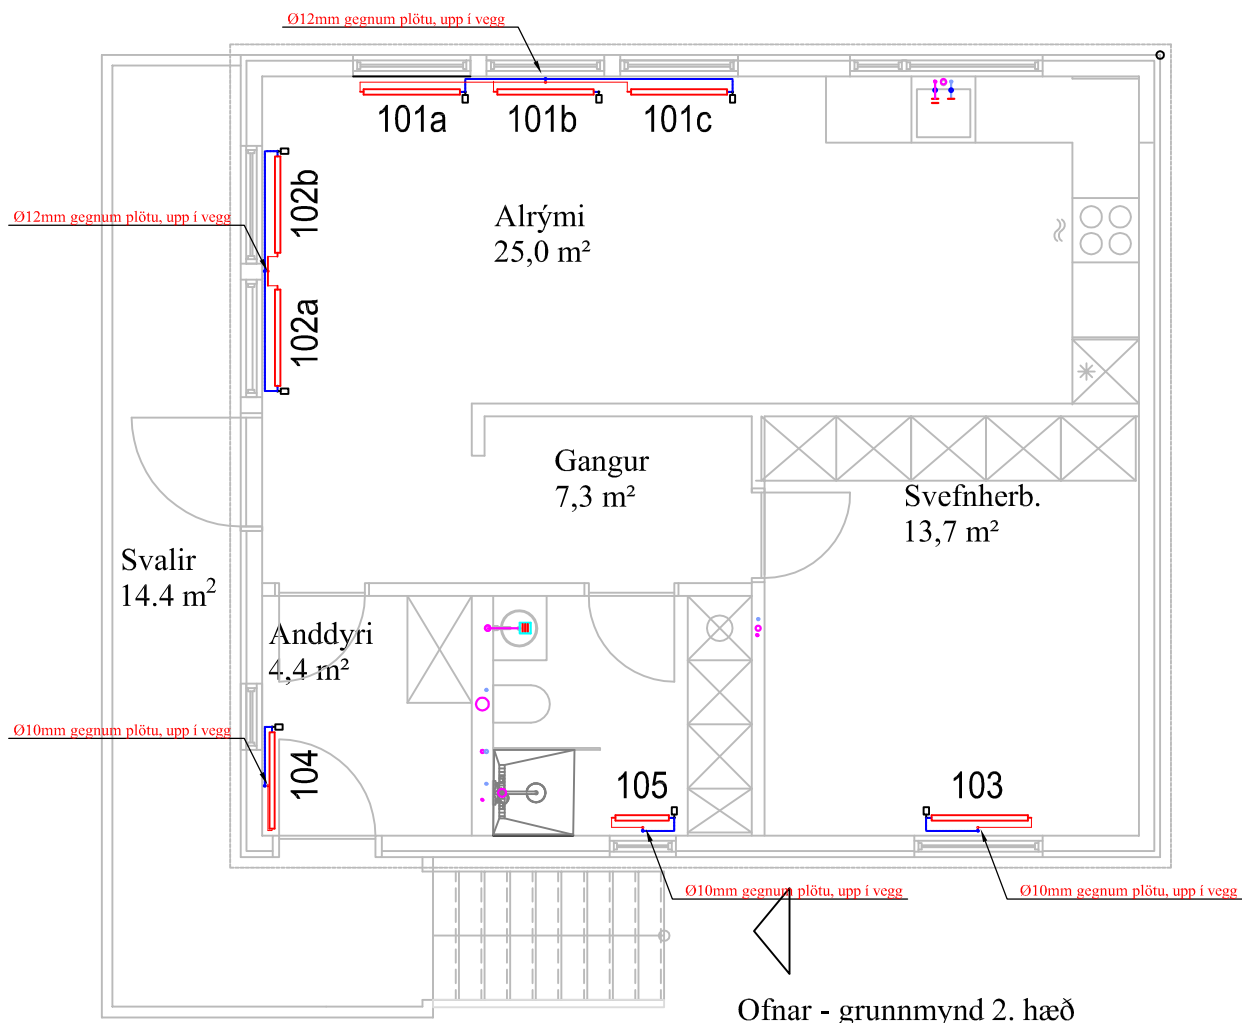 Ø12mm gegnum plötu, upp í vegg
101a
101b
101c
102b
Ø12mm gegnum plötu, upp í vegg
Alrými
25,0 m²
102a
Gangur
7,3 m²
Svefnherb.
13,7 m²
Svalir
14.4 m²
Anddyri
4,4 m²
Ø10mm gegnum plötu, upp í vegg
104
105
103
Ø10mm gegnum plötu, upp í vegg
Ø10mm gegnum plötu, upp í vegg
Ofnar - grunnmynd 2. hæð